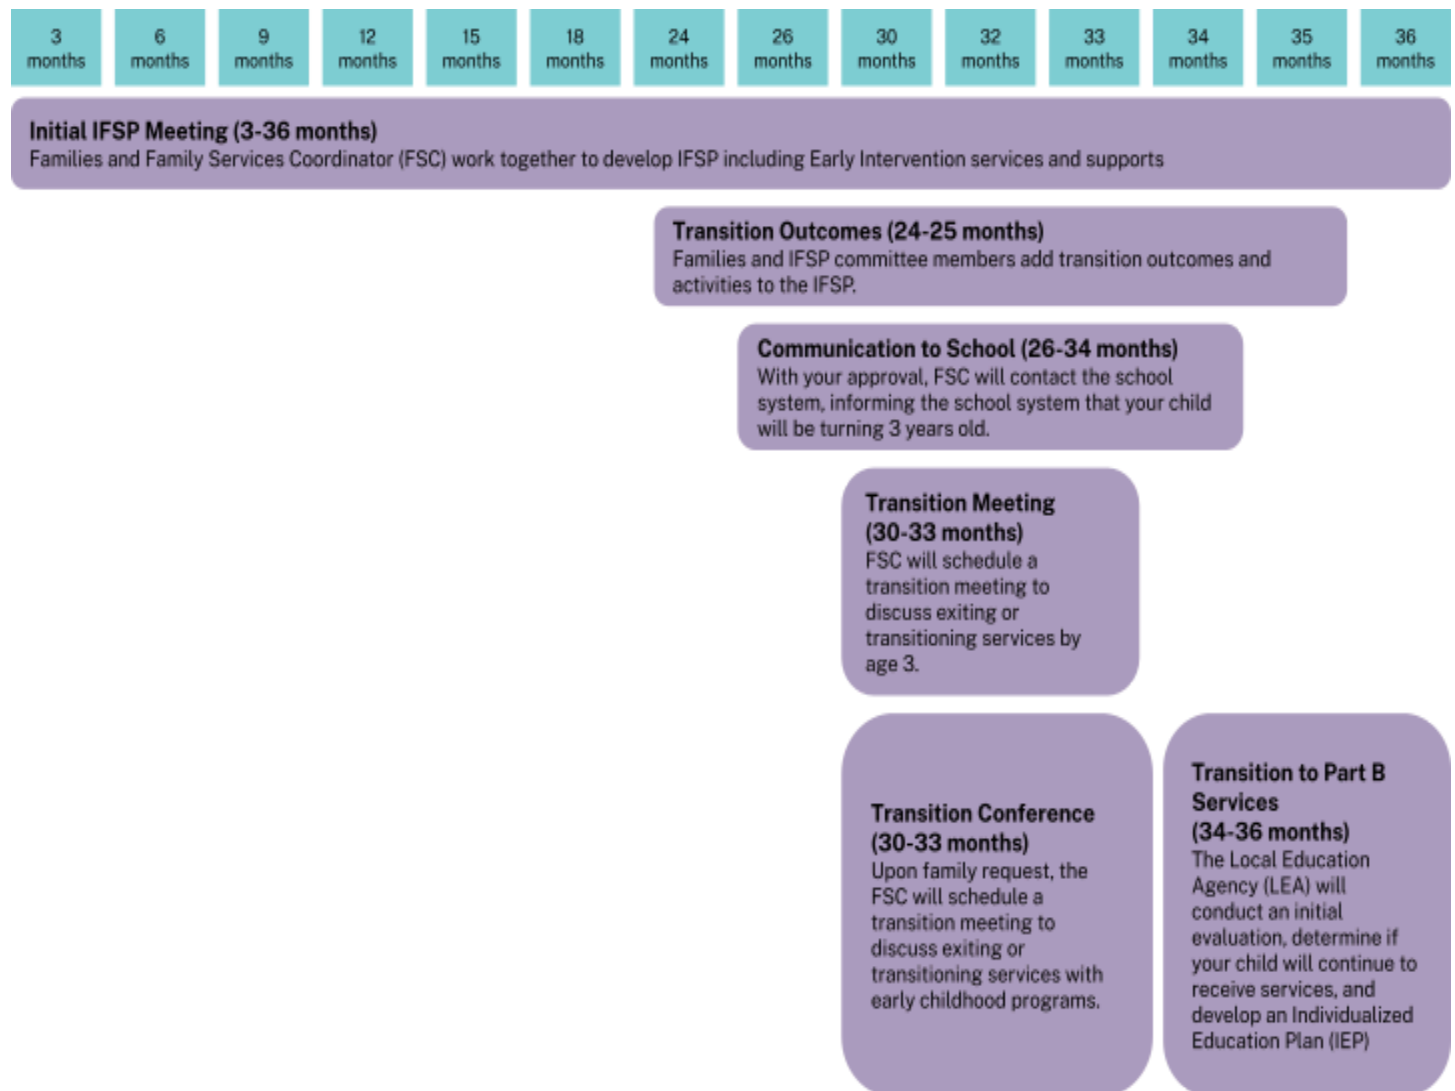 3 months
6 months
9 months
12 months
15 months
18 months
24 months
26 months
30 months
32 months
33 months
34 months
35 months
36 months
Initial IFSP Meeting (3-36 months)
Families and Family Services Coordinator (FSC) work together to develop IFSP including Early Intervention services and supports
Transition Outcomes (24-25 months)
Families and IFSP committee members add transition outcomes and
activities to the IFSP.
Communication to School (26-34 months)
With your approval, FSC will contact the school
system, informing the school system that your child
will be turning 3 years old.
Transition Meeting
(30-33 months)
FSC will schedule a
transition meeting to
discuss exiting or
transitioning services by
age 3.
Transition Conference
(30-33 months)
Upon family request, the
FSC will schedule a
transition meeting to
discuss exiting or
transitioning services with
early childhood programs.
Transition to Part B
Services
(34-36 months)
The Local Education
Agency (LEA) will
conduct an initial
evaluation, determine if
your child will continue to
receive services, and
develop an Individualized
Education Plan (IEP)